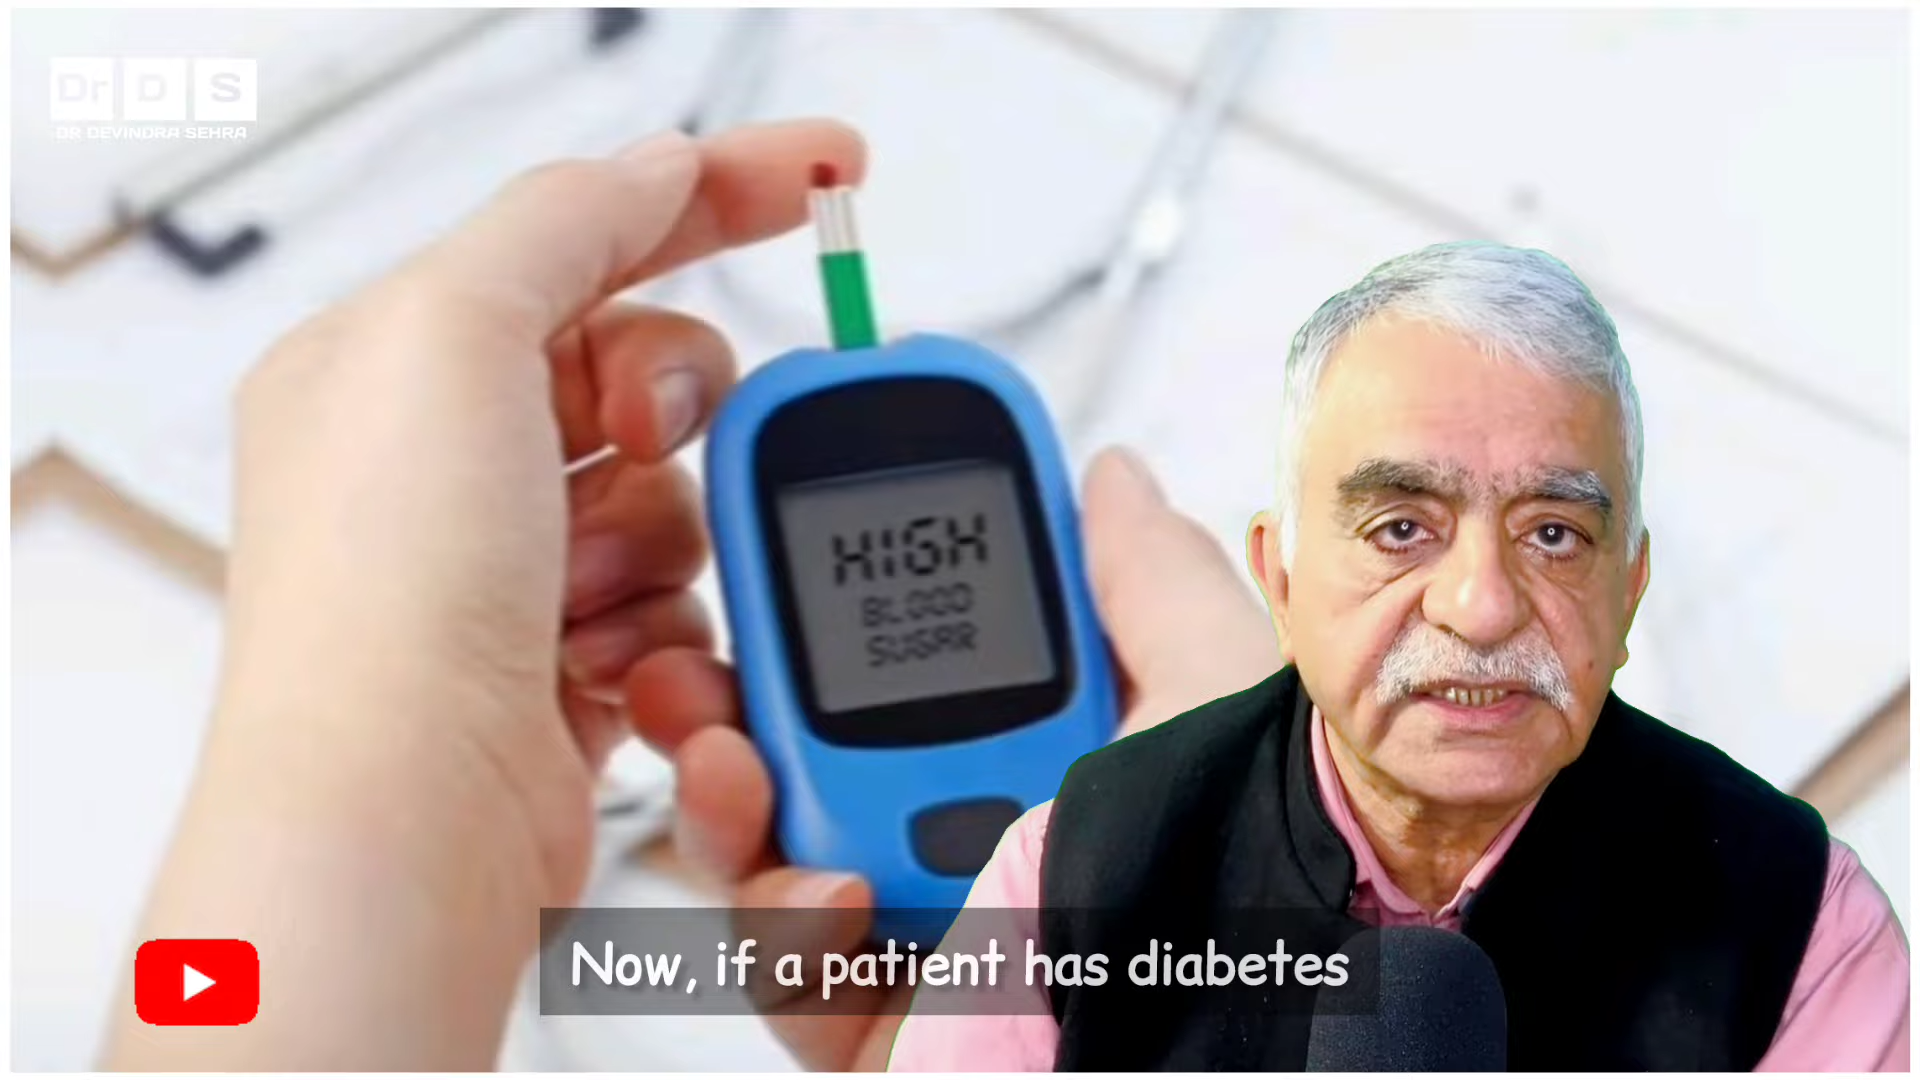 Dr D S
DR DEVINDRA SEHRA
HIGH
BLOOD
SUGAR
Now, if a patient has diabetes